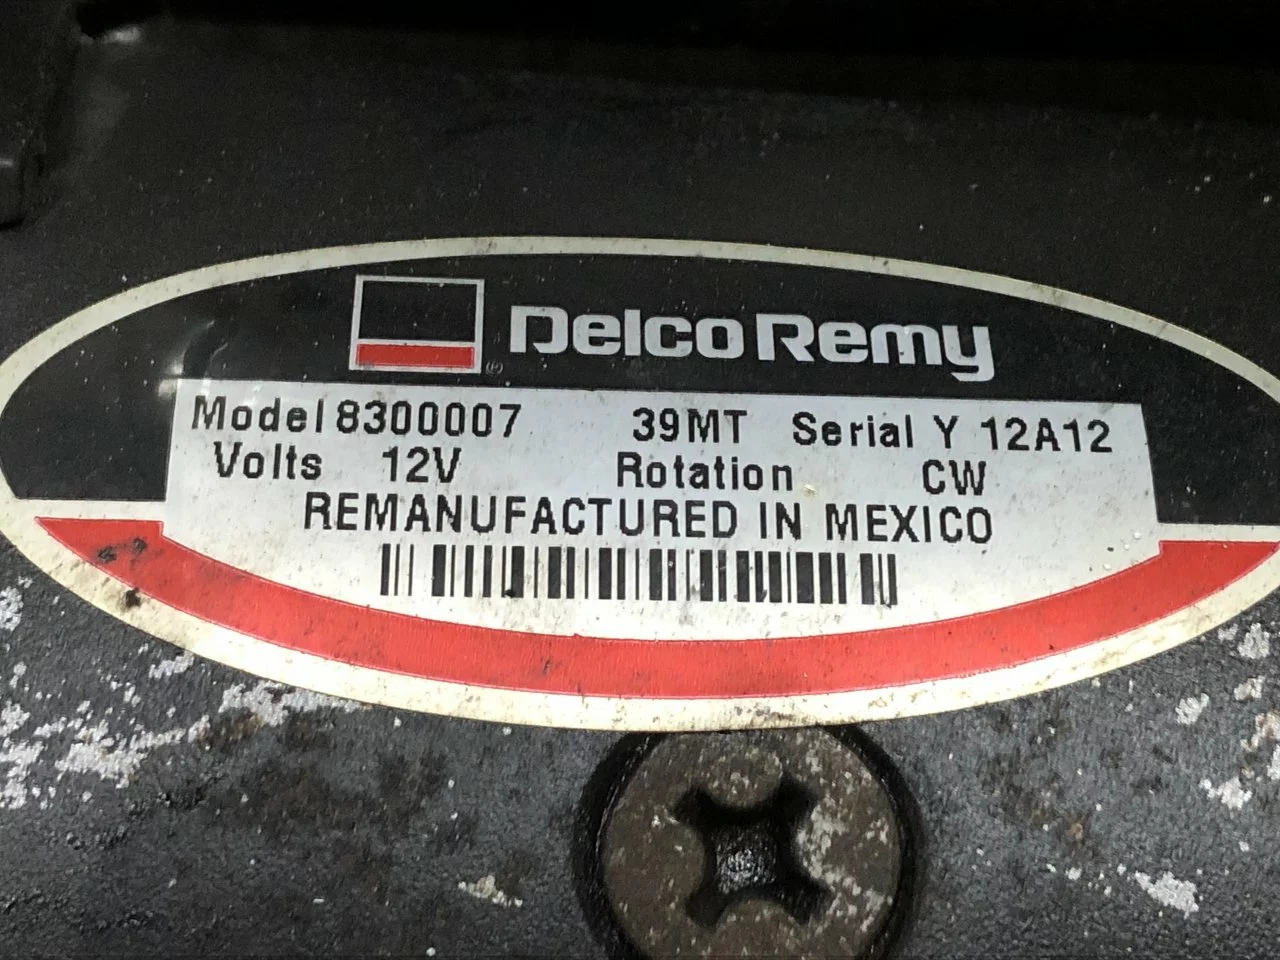 Delco Remy
Model 8300007 39MT Serial Y 12A12
Volts 12V Rotation CW
REMANUFACTURED IN MEXICO